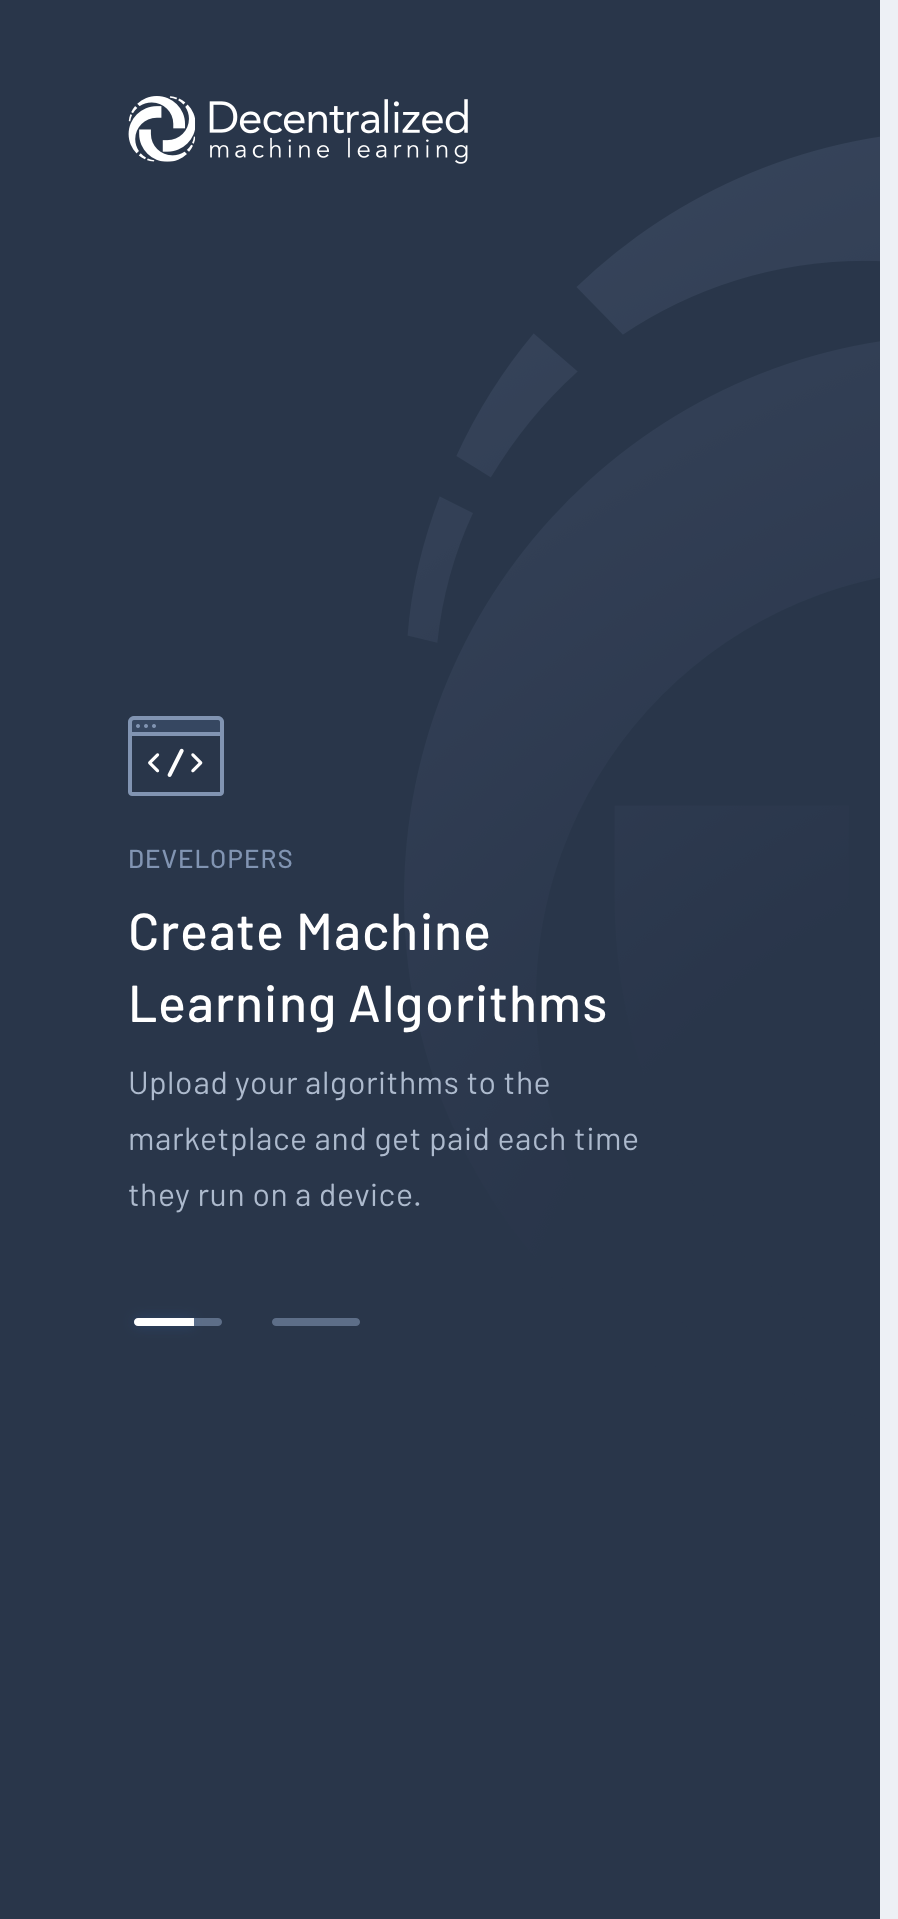 Decentralized
machine learning
</>
DEVELOPERS
Create Machine
Learning Algorithms
Upload your algorithms to the
marketplace and get paid each time
they run on a device.